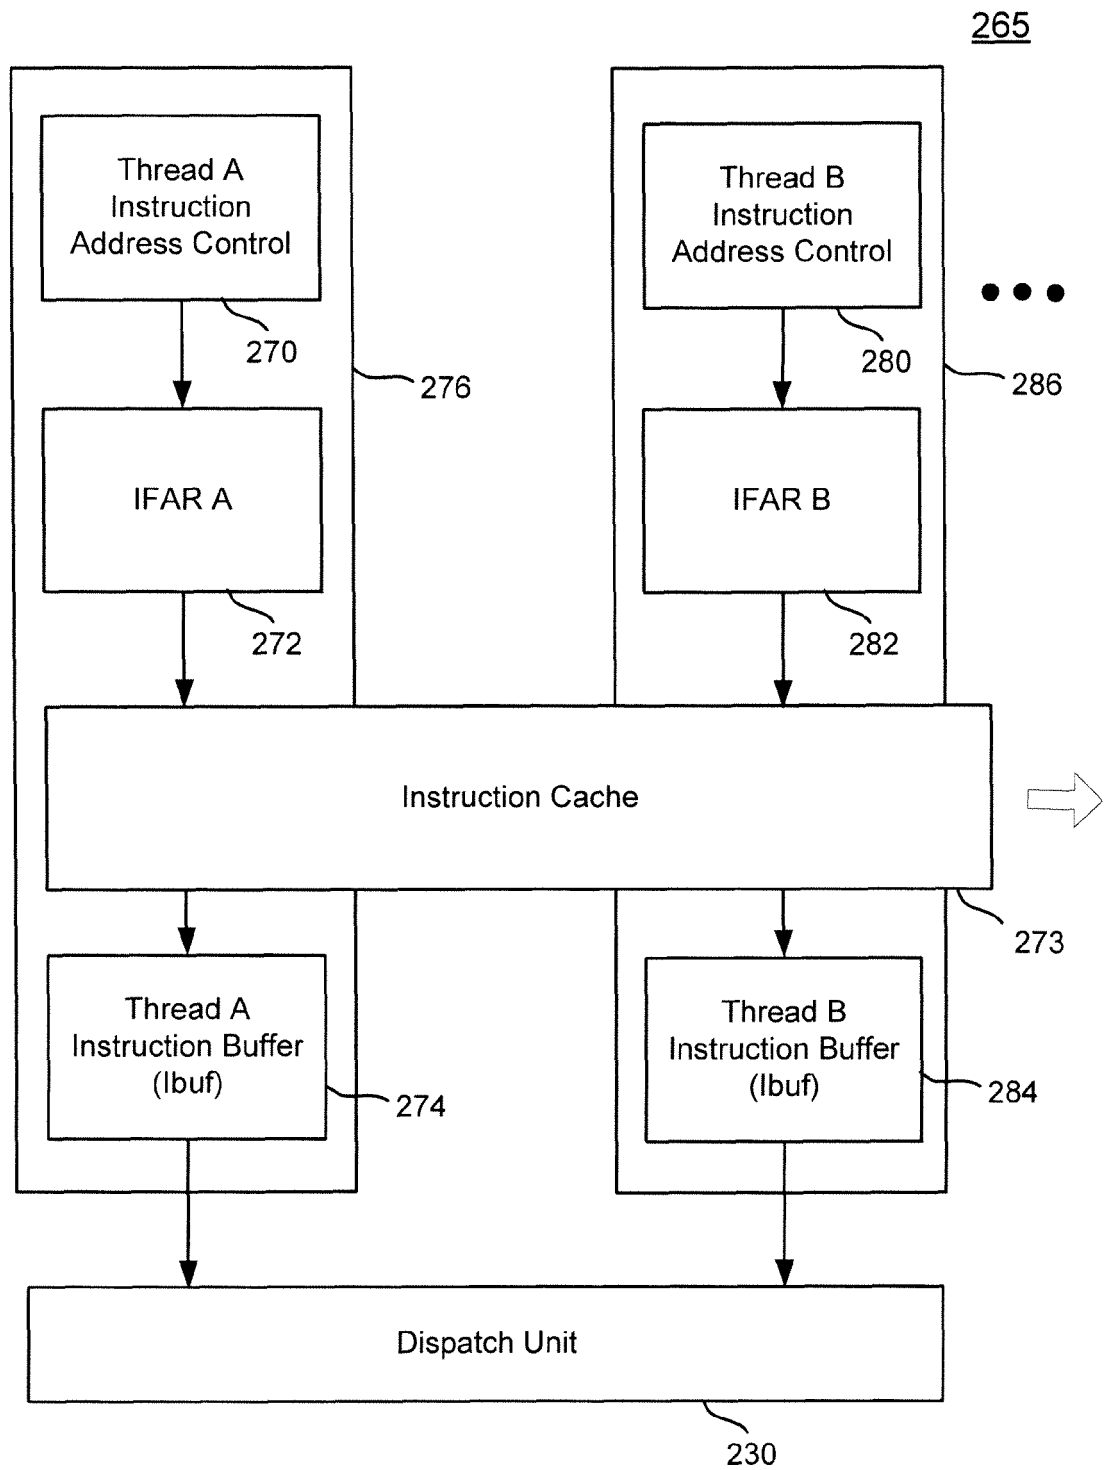 265
Thread A
Instruction
Address Control
270
Thread B
Instruction
Address Control
280
276
286
IFAR A
272
IFAR B
282
Instruction Cache
273
Thread A
Instruction Buffer
(Ibuf)
274
Thread B
Instruction Buffer
(Ibuf)
284
Dispatch Unit
230